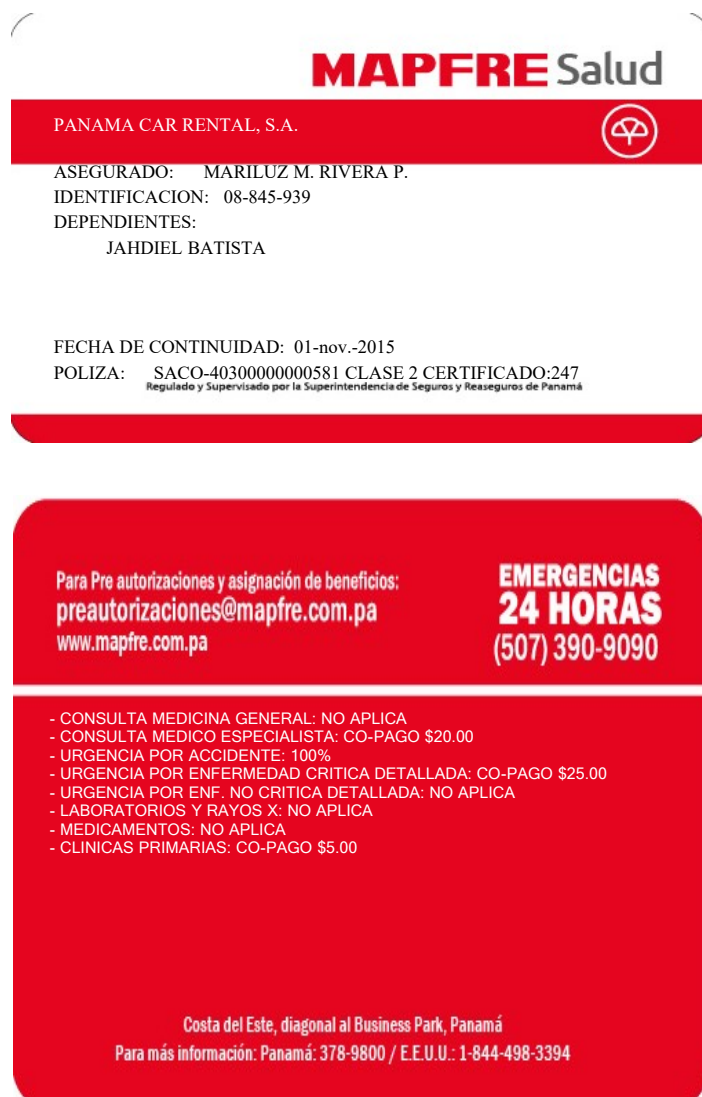 MAPFRE Salud
PANAMA CAR RENTAL, S.A.
ASEGURADO: MARILUZ M. RIVERA P.
IDENTIFICACION: 08-845-939
DEPENDIENTES:
JAHDIEL BATISTA
FECHA DE CONTINUIDAD: 01-nov.-2015
POLIZA: SACO-40300000000581 CLASE 2 CERTIFICADO:247
Regulado y Supervisado por la Superintendencia de Seguros y Reaseguros de Panamá
Para Pre autorizaciones y asignación de beneficios:
preautorizaciones@mapfre.com.pa
www.mapfre.com.pa
EMERGENCIAS
24 HORAS
(507) 390-9090
- CONSULTA MEDICINA GENERAL: NO APLICA
- CONSULTA MEDICO ESPECIALISTA: CO-PAGO $20.00
- URGENCIA POR ACCIDENTE: 100%
- URGENCIA POR ENFERMEDAD CRITICA DETALLADA: CO-PAGO $25.00
- URGENCIA POR ENF. NO CRITICA DETALLADA: NO APLICA
- LABORATORIOS Y RAYOS X: NO APLICA
- MEDICAMENTOS: NO APLICA
- CLINICAS PRIMARIAS: CO-PAGO $5.00
Costa del Este, diagonal al Business Park, Panamá
Para más información: Panamá: 378-9800 / E.E.U.U.: 1-844-498-3394